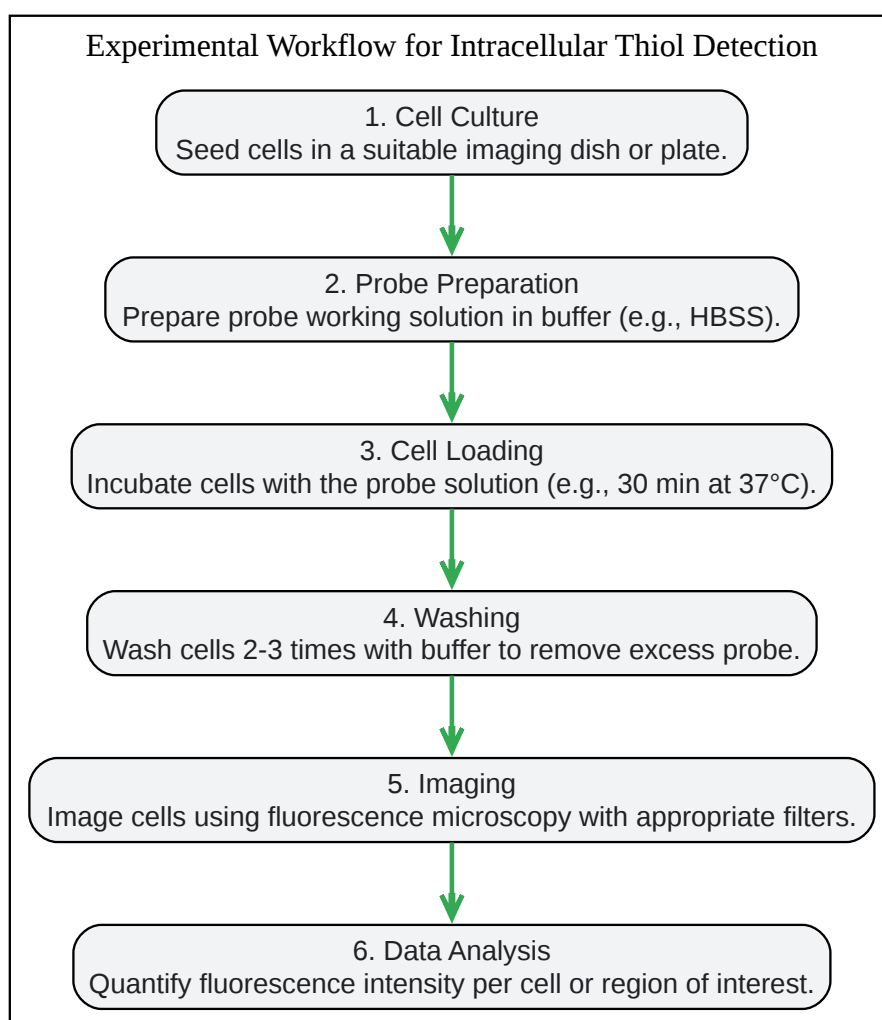 Experimental Workflow for Intracellular Thiol Detection
1. Cell Culture
Seed cells in a suitable imaging dish or plate.
2. Probe Preparation
Prepare probe working solution in buffer (e.g., HBSS).
3. Cell Loading
Incubate cells with the probe solution (e.g., 30 min at 37°C).
4. Washing
Wash cells 2-3 times with buffer to remove excess probe.
5. Imaging
Image cells using fluorescence microscopy with appropriate filters.
6. Data Analysis
Quantify fluorescence intensity per cell or region of interest.